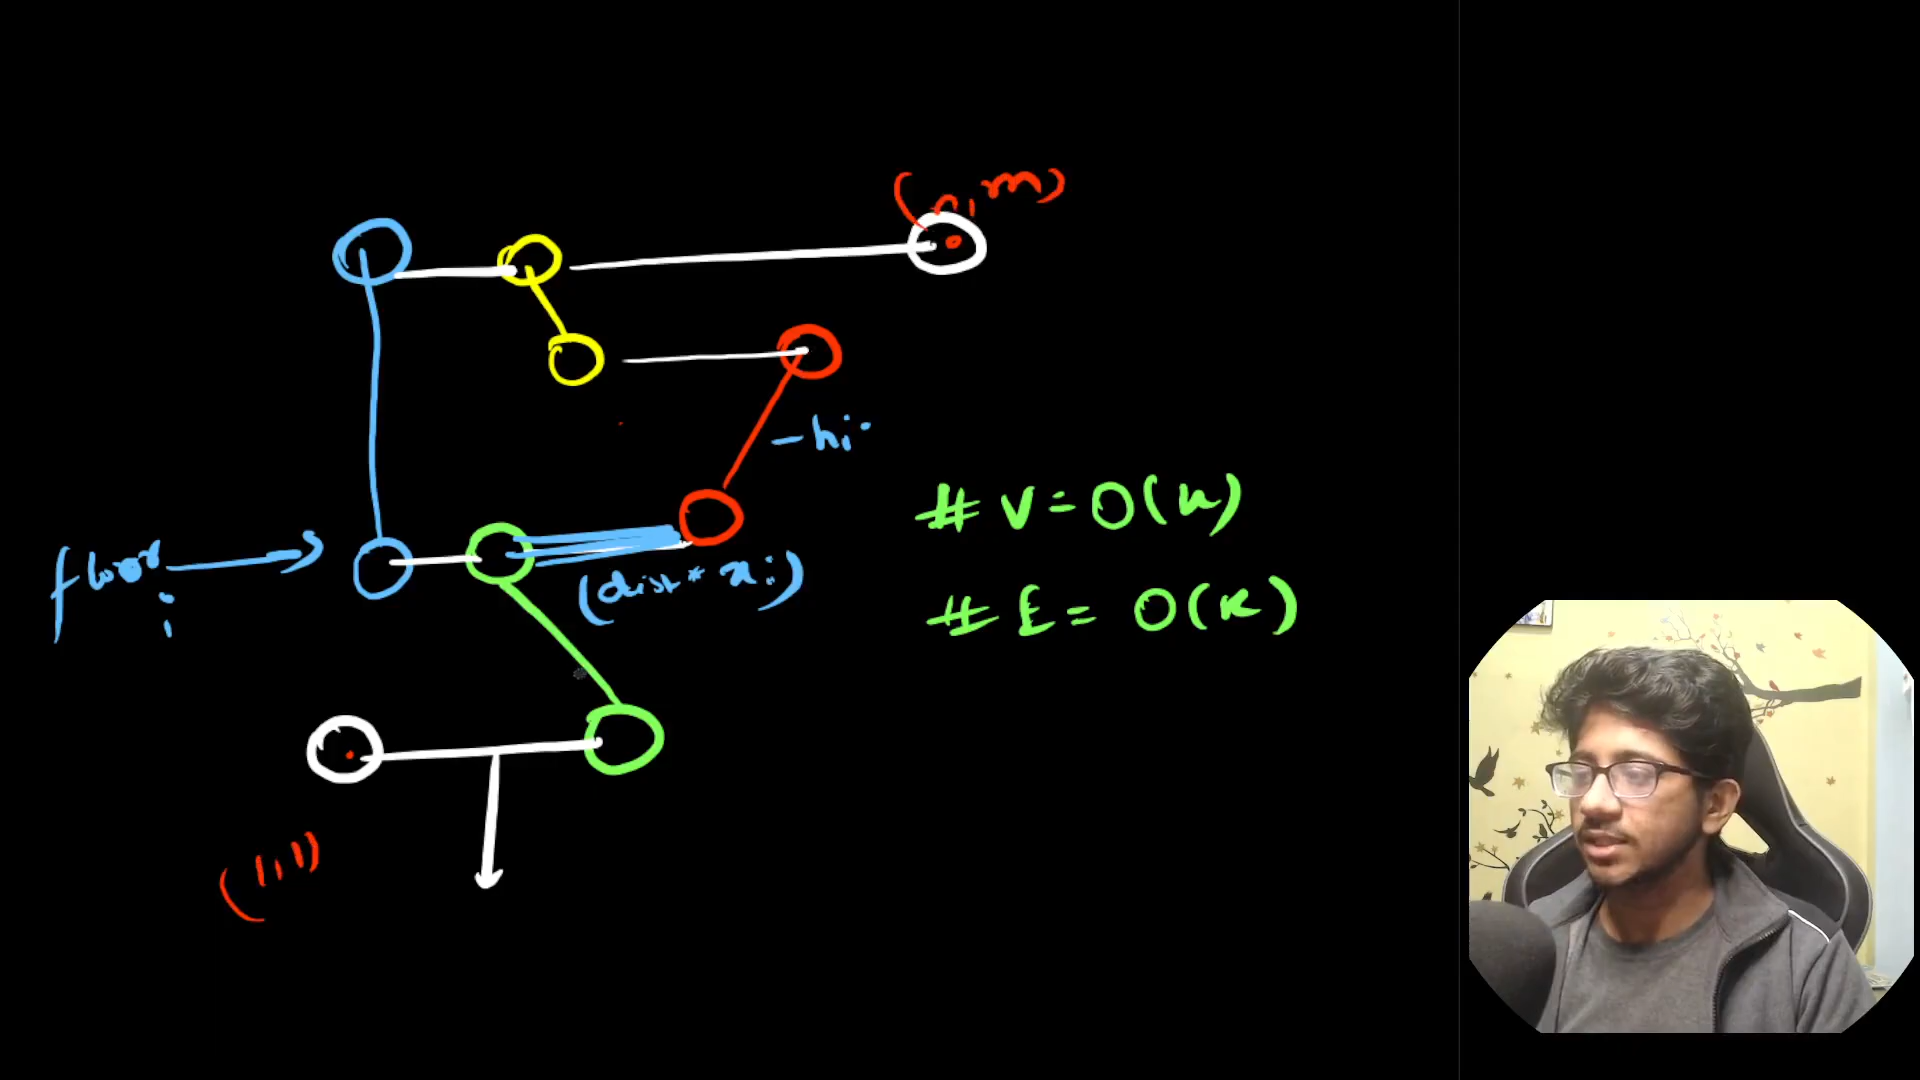 (n,m)
-hi
# V = O(K)
floor i
(dist * xi)
# E = O(K)
(1,1)